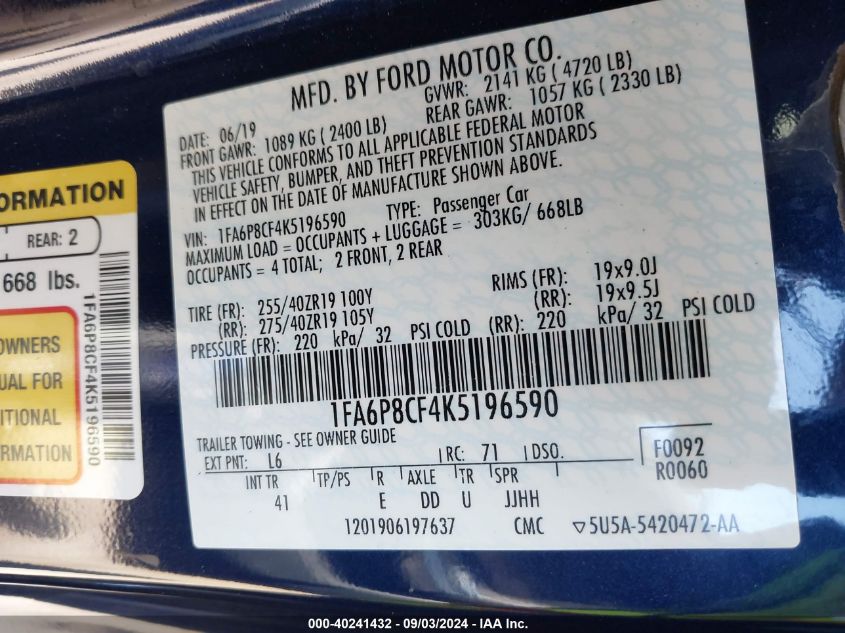 MFD. BY FORD MOTOR CO.
DATE: 06/19 GVWR: 2141 KG ( 4720 LB)
FRONT GAWR: 1089 KG ( 2400 LB) REAR GAWR: 1057 KG ( 2330 LB)
THIS VEHICLE CONFORMS TO ALL APPLICABLE FEDERAL MOTOR
VEHICLE SAFETY, BUMPER, AND THEFT PREVENTION STANDARDS
IN EFFECT ON THE DATE OF MANUFACTURE SHOWN ABOVE.
VIN: 1FA6P8CF4K5196590 TYPE: Passenger Car
MAXIMUM LOAD = OCCUPANTS + LUGGAGE = 303KG/ 668LB
OCCUPANTS = 4 TOTAL; 2 FRONT, 2 REAR
TIRE (FR): 255/40ZR19 100Y RIMS (FR): 19x9.0J
(RR): 275/40ZR19 105Y (RR): 19x9.5J
PRESSURE (FR): 220 kPa/ 32 PSI COLD (RR): 220 kPa/ 32 PSI COLD
1FA6P8CF4K5196590
TRAILER TOWING - SEE OWNER GUIDE
EXT PNT: L6 RC: 71 DSO: F0092
R0060
INT TR TP/PS R AXLE TR SPR
41 E DD U JJHH
1201906197637 CMC ▽5U5A-5420472-AA
ORMATION
REAR: 2
668 lbs.
OWNERS
UAL FOR
ITIONAL
RMATION
1FA6P8CF4K5196590
000-40241432 - 09/03/2024 - IAA Inc.